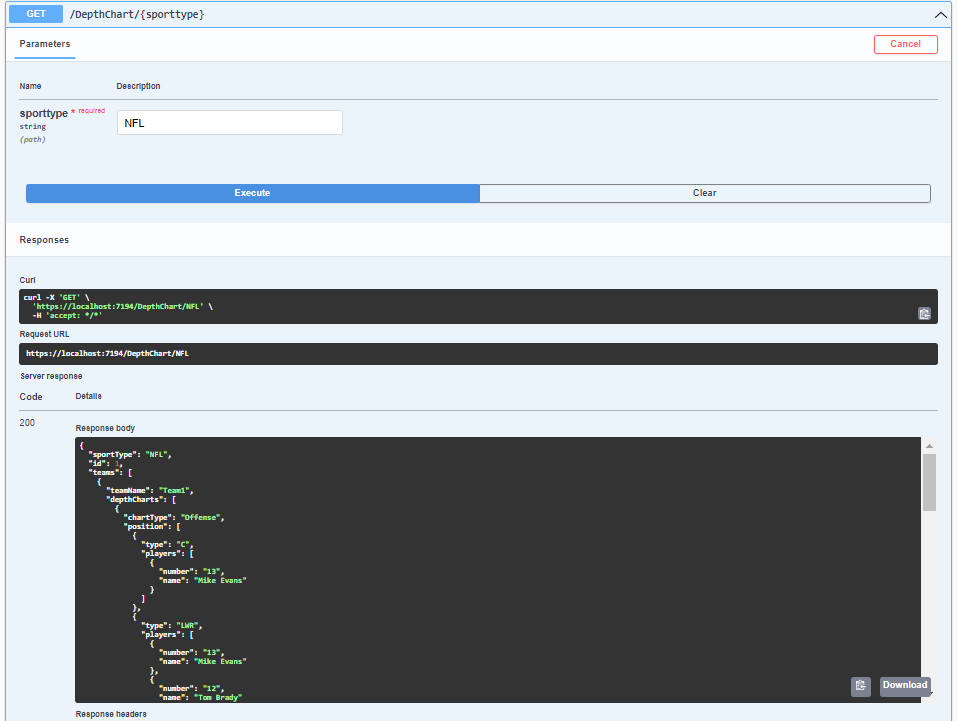 GET /DepthChart/{sporttype}
Parameters
Cancel
Name Description
sporttype * required
string
(path)
NFL
Execute
Clear
Responses
Curl
curl -X 'GET' \
'https://localhost:7194/DepthChart/NFL' \
-H 'accept: */*'
Request URL
https://localhost:7194/DepthChart/NFL
Server response
Code Details
200
Response body
{
"sportType": "NFL",
"id": 1,
"teams": [
{
"teamName": "Team1",
"depthCharts": [
{
"chartType": "Offense",
"position": [
{
"type": "C",
"players": [
{
"number": "13",
"name": "Mike Evans"
}
]
},
{
"type": "LWR",
"players": [
{
"number": "13",
"name": "Mike Evans"
},
{
"number": "12",
"name": "Tom Brady"
Download
Response headers